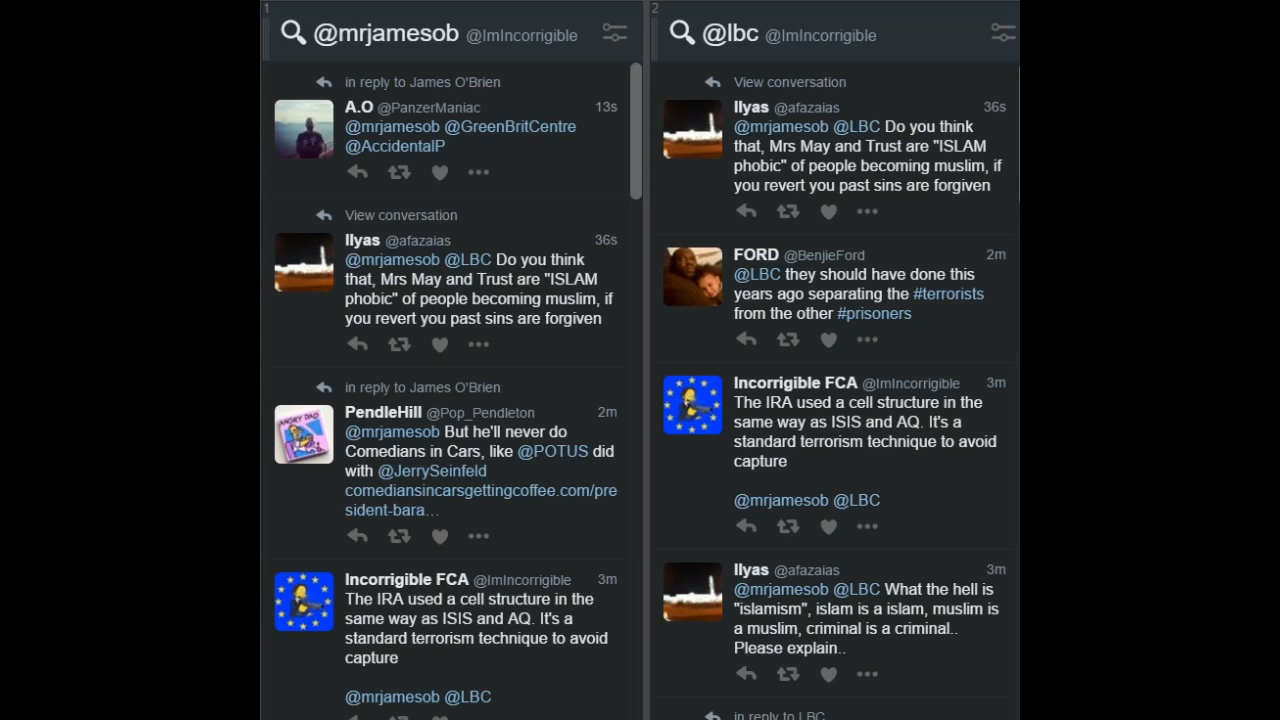 1
@mrjamesob @ImIncorrigible
in reply to James O'Brien
A.O @PanzerManiac 13s
@mrjamesob @GreenBritCentre
@AccidentalP
View conversation
Ilyas @afazaias 36s
@mrjamesob @LBC Do you think
that, Mrs May and Trust are "ISLAM
phobic" of people becoming muslim, if
you revert you past sins are forgiven
in reply to James O'Brien
PendleHill @Pop_Pendleton 2m
@mrjamesob But he'll never do
Comedians in Cars, like @POTUS did
with @JerrySeinfeld
comediansincarsgettingcoffee.com/pre
sident-bara…
Incorrigible FCA @ImIncorrigible 3m
The IRA used a cell structure in the
same way as ISIS and AQ. It's a
standard terrorism technique to avoid
capture
@mrjamesob @LBC
2
@lbc @ImIncorrigible
View conversation
Ilyas @afazaias 36s
@mrjamesob @LBC Do you think
that, Mrs May and Trust are "ISLAM
phobic" of people becoming muslim, if
you revert you past sins are forgiven
FORD @BenjieFord 2m
@LBC they should have done this
years ago separating the #terrorists
from the other #prisoners
Incorrigible FCA @ImIncorrigible 3m
The IRA used a cell structure in the
same way as ISIS and AQ. It's a
standard terrorism technique to avoid
capture
@mrjamesob @LBC
Ilyas @afazaias 3m
@mrjamesob @LBC What the hell is
"islamism", islam is a islam, muslim is
a muslim, criminal is a criminal..
Please explain..
in reply to LBC